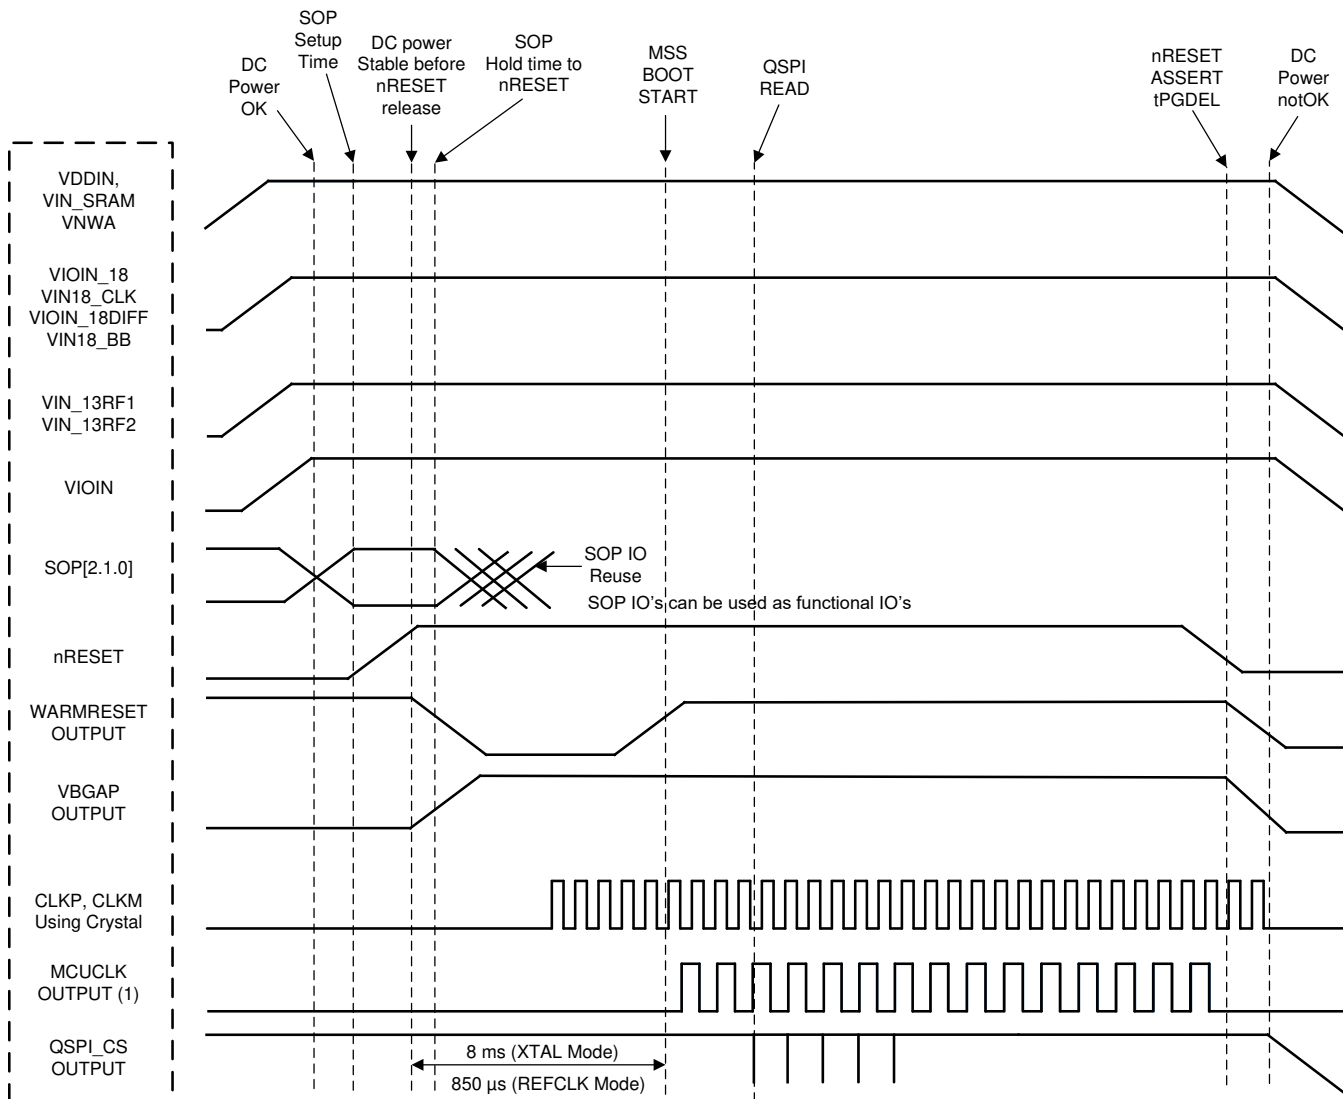 SOP
Setup
Time
DC power
Stable before
nRESET
release
SOP
Hold time to
nRESET
DC
Power
OK
MSS
BOOT
START
QSPI
READ
nRESET
ASSERT
tPGDEL
DC
Power
notOK
VDDIN,
VIN_SRAM
VNWA
VIOIN_18
VIN18_CLK
VIOIN_18DIFF
VIN18_BB
VIN_13RF1
VIN_13RF2
VIOIN
SOP[2.1.0]
SOP IO
Reuse
SOP IO's can be used as functional IO's
nRESET
WARMRESET
OUTPUT
VBGAP
OUTPUT
CLKP, CLKM
Using Crystal
MCUCLK
OUTPUT (1)
QSPI_CS
OUTPUT
8 ms (XTAL Mode)
850 µs (REFCLK Mode)